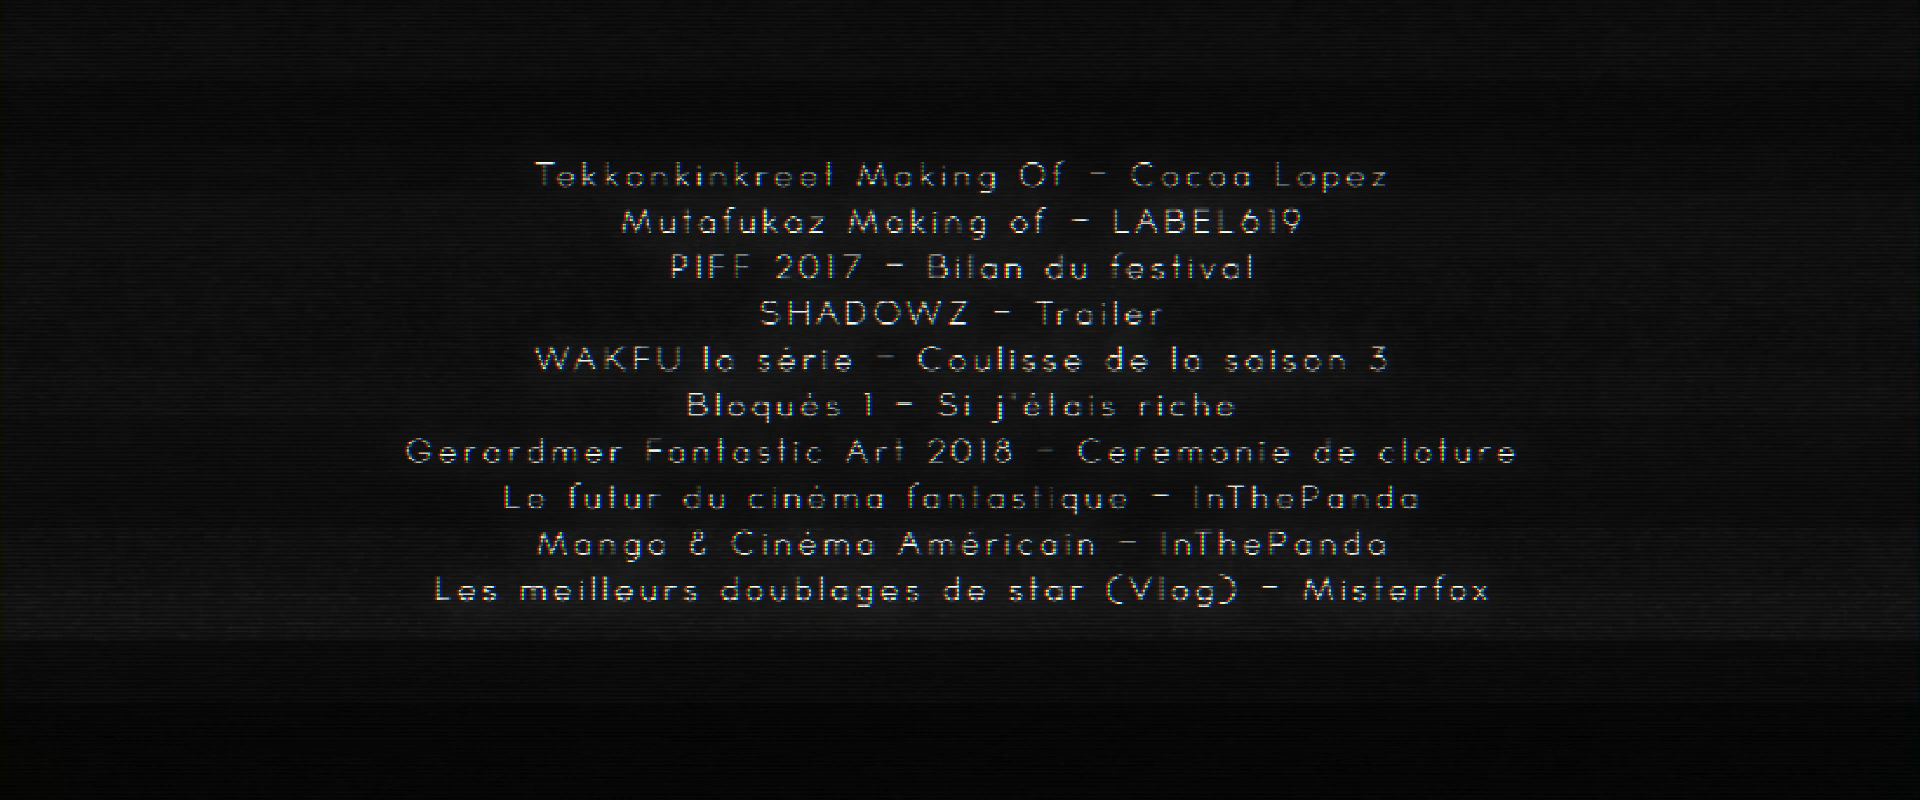 Tekkonkinkreet Making Of - Cocoa Lopez
Mutafukaz Making of - LABEL619
PIFF 2017 - Bilan du festival
SHADOWZ - Trailer
WAKFU la série - Coulisse de la saison 3
Bloqués 1 - Si j'étais riche
Gerardmer Fantastic Art 2018 - Ceremonie de cloture
Le futur du cinéma fantastique - InThePanda
Manga & Cinéma Américain - InThePanda
Les meilleurs doublages de star (Vlog) - Misterfox